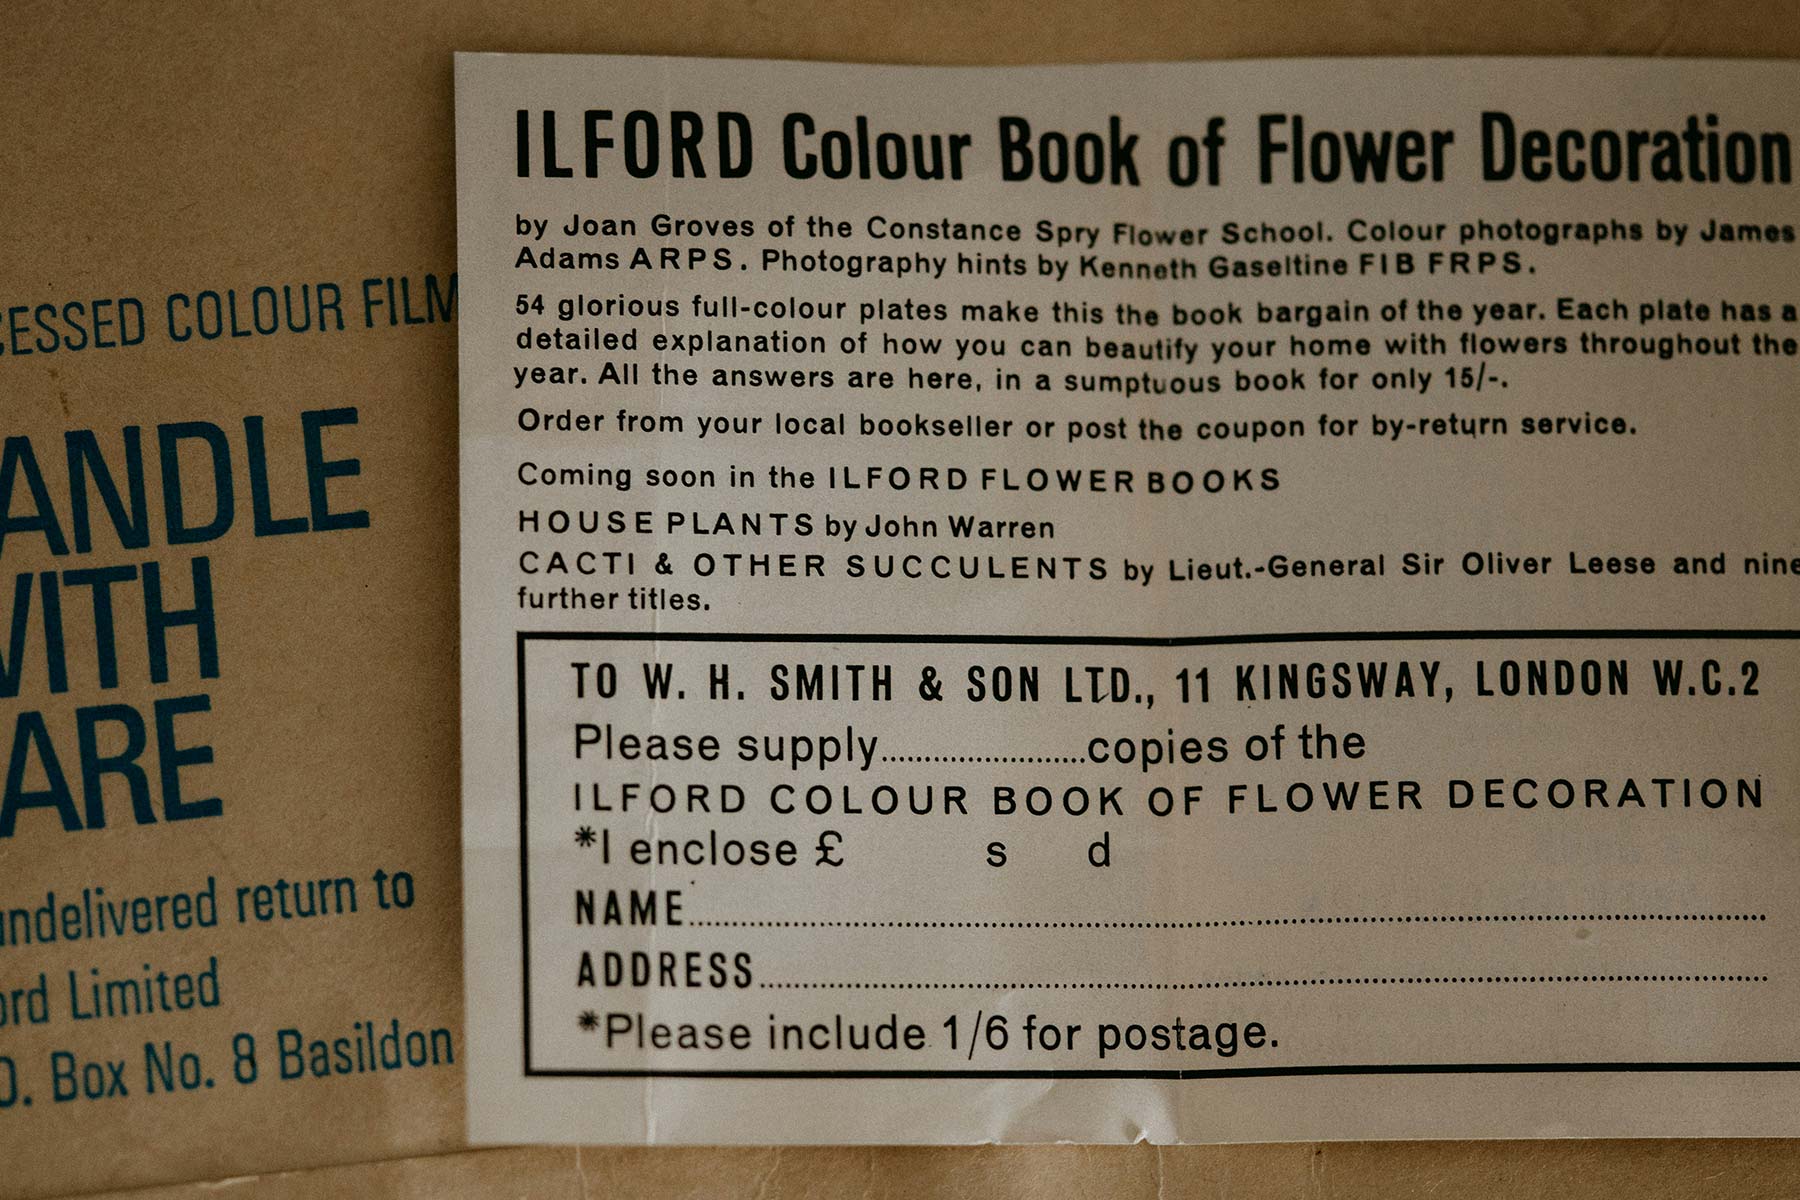 CESSED COLOUR FILM
ANDLE
WITH
ARE
undelivered return to
ord Limited
O. Box No. 8 Basildon
ILFORD Colour Book of Flower Decoration
by Joan Groves of the Constance Spry Flower School. Colour photographs by James
Adams ARPS. Photography hints by Kenneth Gaseltine FIB FRPS.
54 glorious full-colour plates make this the book bargain of the year. Each plate has a
detailed explanation of how you can beautify your home with flowers throughout the
year. All the answers are here, in a sumptuous book for only 15/-.
Order from your local bookseller or post the coupon for by-return service.
Coming soon in the ILFORD FLOWER BOOKS
HOUSE PLANTS by John Warren
CACTI & OTHER SUCCULENTS by Lieut.-General Sir Oliver Leese and nine
further titles.
TO W. H. SMITH & SON LTD., 11 KINGSWAY, LONDON W.C.2
Please supply........................copies of the
ILFORD COLOUR BOOK OF FLOWER DECORATION
*I enclose £ s d
NAME........................
ADDRESS........................
*Please include 1/6 for postage.